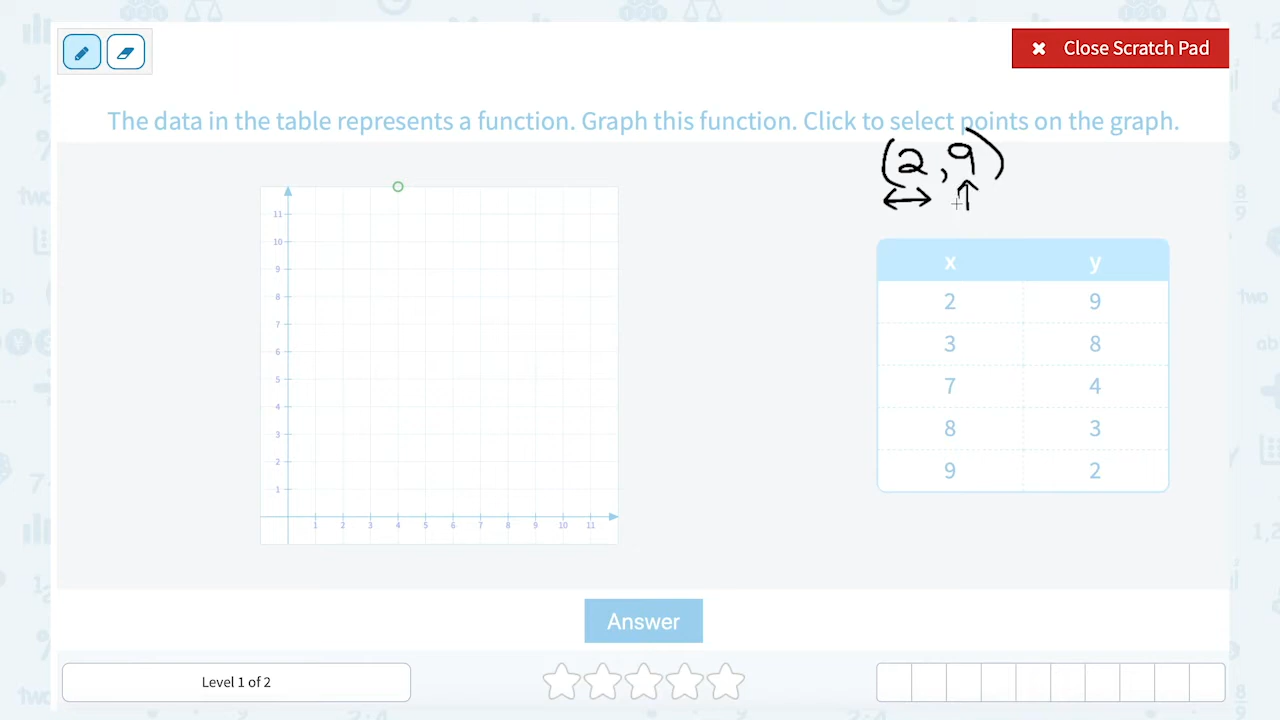 Close Scratch Pad
The data in the table represents a function. Graph this function. Click to select points on the graph.
(2,9)
x y
2 9
3 8
7 4
8 3
9 2
11
10
9
8
7
6
5
4
3
2
1
1 2 3 4 5 6 7 8 9 10 11
Answer
Level 1 of 2